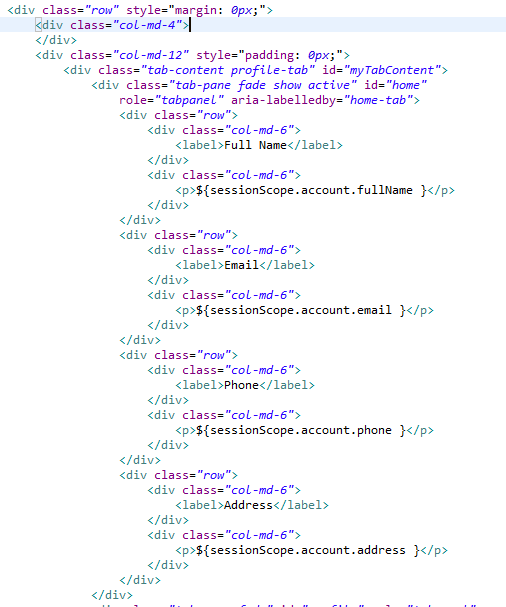 <div class="row" style="margin: 0px;">
<div class="col-md-4">
</div>
<div class="col-md-12" style="padding: 0px;">
<div class="tab-content profile-tab" id="myTabContent">
<div class="tab-pane fade show active" id="home"
role="tabpanel" aria-labelledby="home-tab">
<div class="row">
<div class="col-md-6">
<label>Full Name</label>
</div>
<div class="col-md-6">
<p>${sessionScope.account.fullName }</p>
</div>
</div>
<div class="row">
<div class="col-md-6">
<label>Email</label>
</div>
<div class="col-md-6">
<p>${sessionScope.account.email }</p>
</div>
</div>
<div class="row">
<div class="col-md-6">
<label>Phone</label>
</div>
<div class="col-md-6">
<p>${sessionScope.account.phone }</p>
</div>
</div>
<div class="row">
<div class="col-md-6">
<label>Address</label>
</div>
<div class="col-md-6">
<p>${sessionScope.account.address }</p>
</div>
</div>
</div>